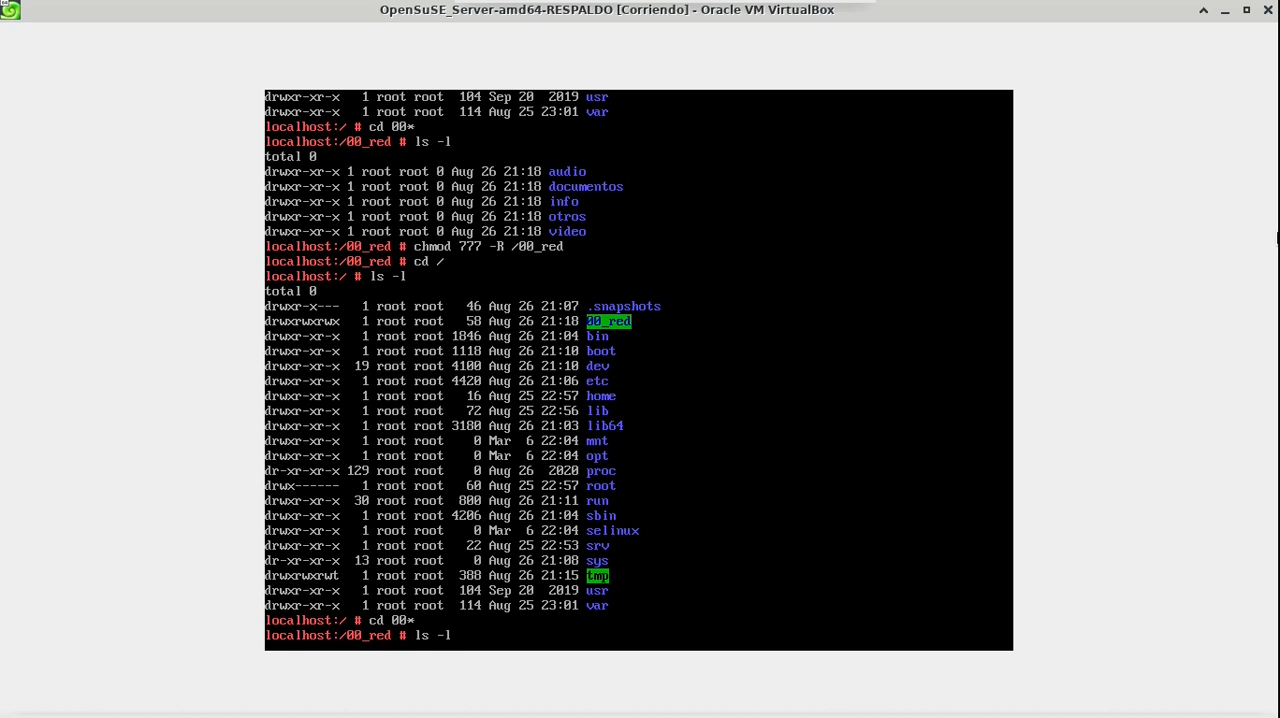 OpenSuSE_Server-amd64-RESPALDO [Corriendo] - Oracle VM VirtualBox
drwxr-xr-x   1 root root  104 Sep 20  2019 usr
drwxr-xr-x   1 root root  114 Aug 25 23:01 var
localhost:/ # cd 00*
localhost:/00_red # ls -l
total 0
drwxr-xr-x 1 root root 0 Aug 26 21:18 audio
drwxr-xr-x 1 root root 0 Aug 26 21:18 documentos
drwxr-xr-x 1 root root 0 Aug 26 21:18 info
drwxr-xr-x 1 root root 0 Aug 26 21:18 otros
drwxr-xr-x 1 root root 0 Aug 26 21:18 video
localhost:/00_red # chmod 777 -R /00_red
localhost:/00_red # cd /
localhost:/ # ls -l
total 0
drwxr-x---   1 root root   46 Aug 26 21:07 .snapshots
drwxrwxrwx   1 root root   58 Aug 26 21:18 00_red
drwxr-xr-x   1 root root 1846 Aug 26 21:04 bin
drwxr-xr-x   1 root root 1118 Aug 26 21:10 boot
drwxr-xr-x  19 root root 4100 Aug 26 21:10 dev
drwxr-xr-x   1 root root 4420 Aug 26 21:06 etc
drwxr-xr-x   1 root root   16 Aug 25 22:57 home
drwxr-xr-x   1 root root   72 Aug 25 22:56 lib
drwxr-xr-x   1 root root 3180 Aug 26 21:03 lib64
drwxr-xr-x   1 root root    0 Mar  6 22:04 mnt
drwxr-xr-x   1 root root    0 Mar  6 22:04 opt
dr-xr-xr-x 129 root root    0 Aug 26  2020 proc
drwx------   1 root root   60 Aug 25 22:57 root
drwxr-xr-x  30 root root  800 Aug 26 21:11 run
drwxr-xr-x   1 root root 4206 Aug 26 21:04 sbin
drwxr-xr-x   1 root root    0 Mar  6 22:04 selinux
drwxr-xr-x   1 root root   22 Aug 25 22:53 srv
dr-xr-xr-x  13 root root    0 Aug 26 21:08 sys
drwxrwxrwt   1 root root  388 Aug 26 21:15 tmp
drwxr-xr-x   1 root root  104 Sep 20  2019 usr
drwxr-xr-x   1 root root  114 Aug 25 23:01 var
localhost:/ # cd 00*
localhost:/00_red # ls -l